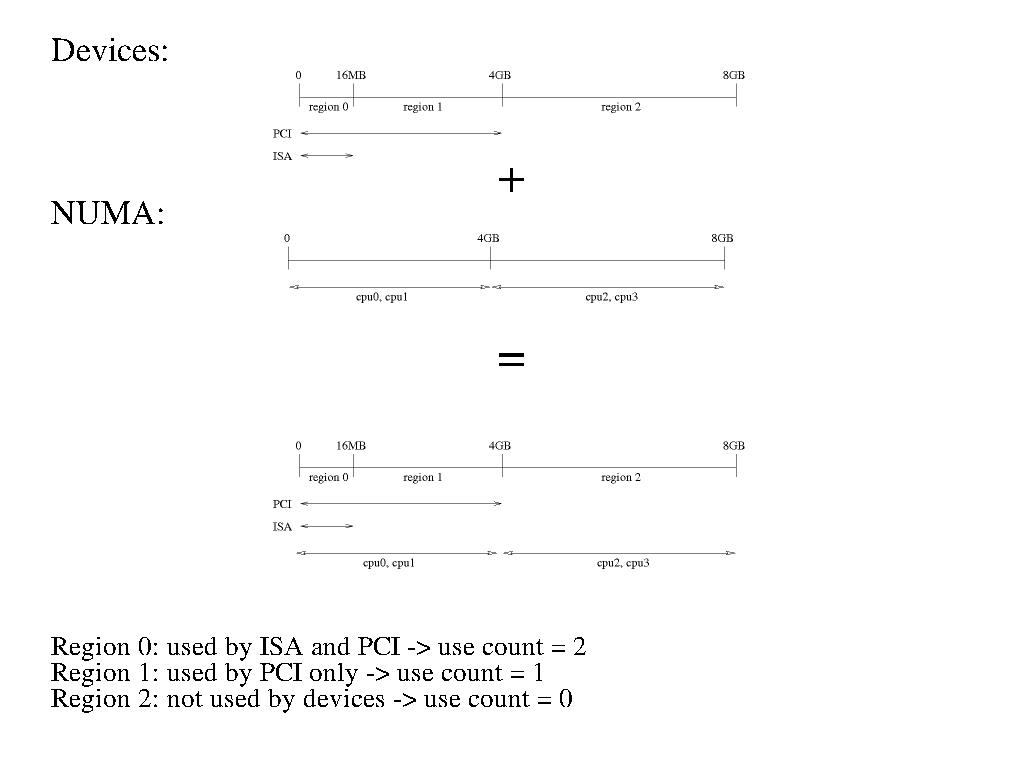 Devices:
0 16MB 4GB 8GB
region 0 region 1 region 2
PCI
ISA
+
NUMA:
0 4GB 8GB
cpu0, cpu1 cpu2, cpu3
=
0 16MB 4GB 8GB
region 0 region 1 region 2
PCI
ISA
cpu0, cpu1 cpu2, cpu3
Region 0: used by ISA and PCI -> use count = 2
Region 1: used by PCI only -> use count = 1
Region 2: not used by devices -> use count = 0